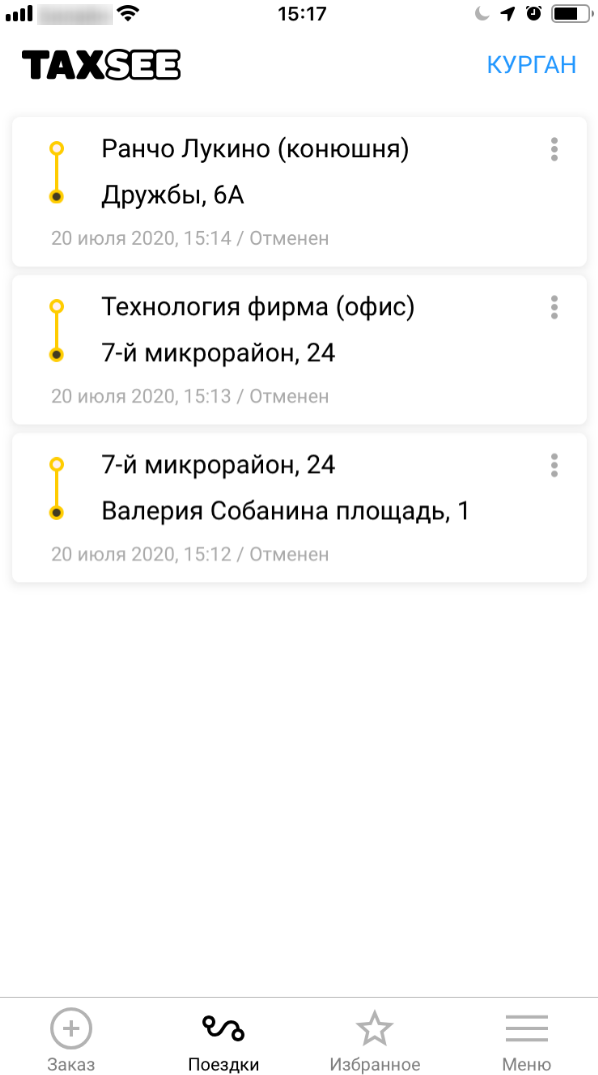 15:17
TAXSEE
КУРГАН
Ранчо Лукино (конюшня)
Дружбы, 6А
20 июля 2020, 15:14 / Отменен
Технология фирма (офис)
7-й микрорайон, 24
20 июля 2020, 15:13 / Отменен
7-й микрорайон, 24
Валерия Собанина площадь, 1
20 июля 2020, 15:12 / Отменен
Заказ
Поездки
Избранное
Меню